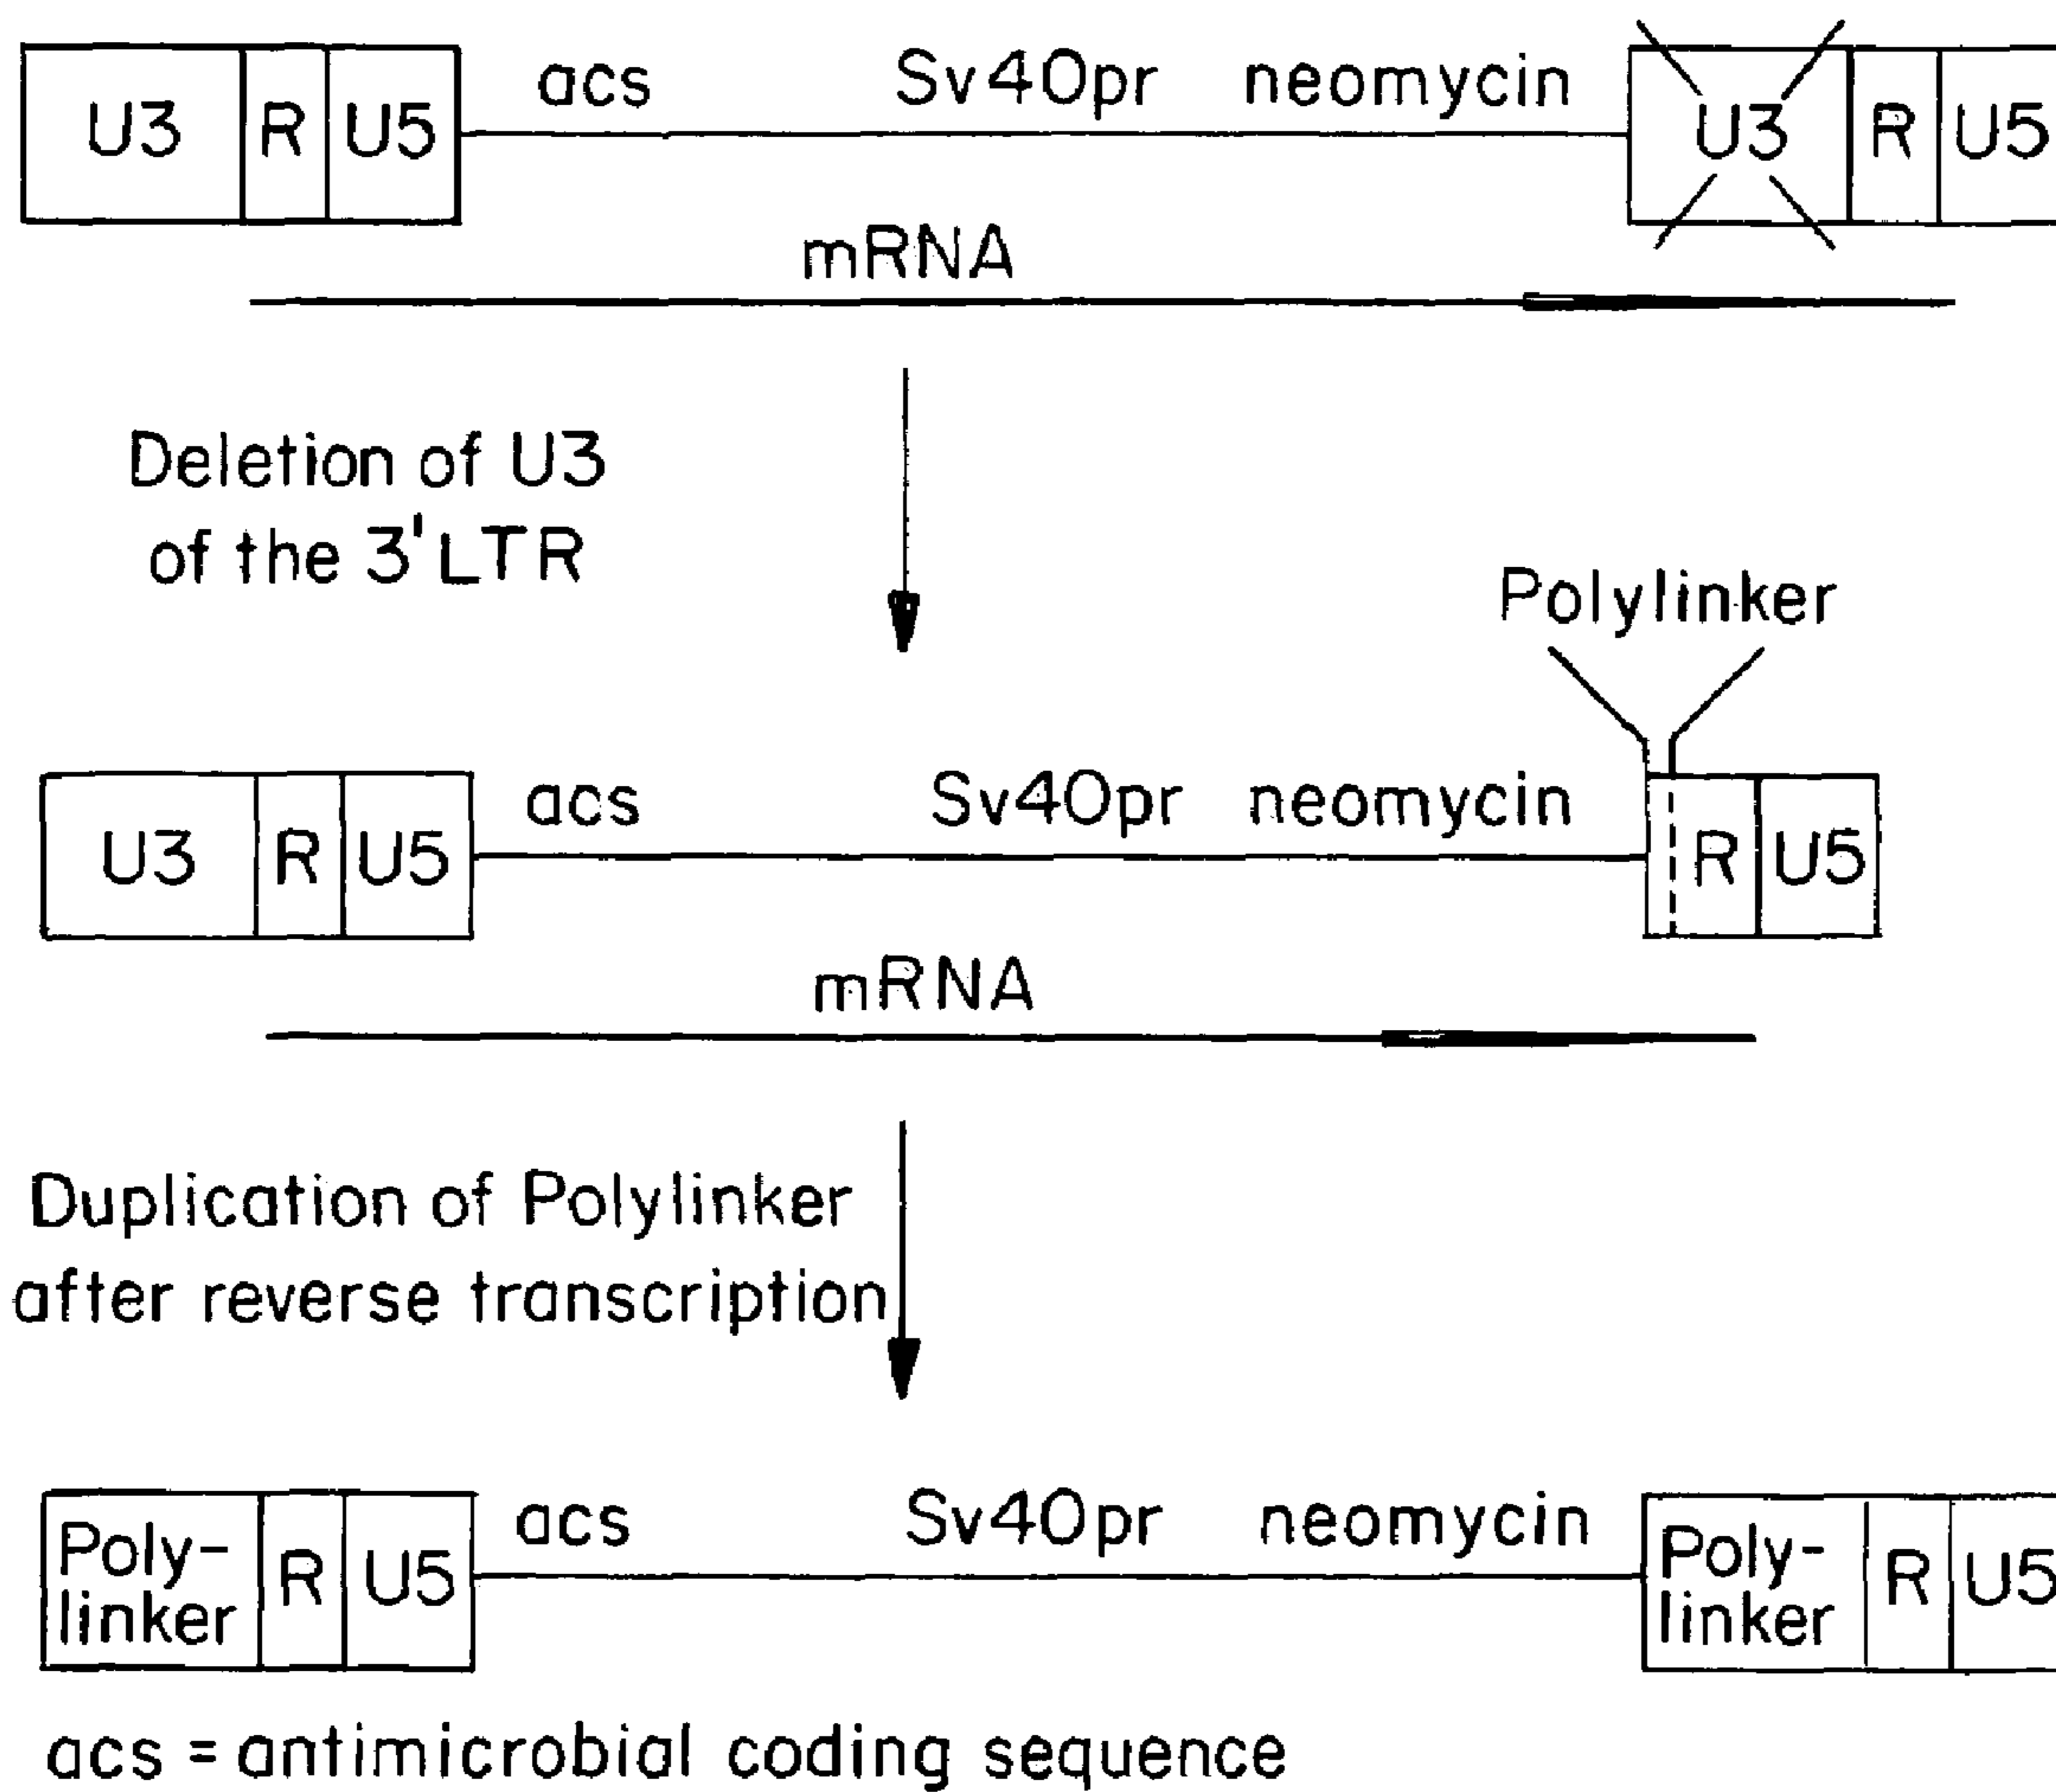 U3 R U5 acs Sv40pr neomycin U3 R U5
mRNA
Deletion of U3
of the 3'LTR
Polylinker
U3 R U5 acs Sv40pr neomycin R U5
mRNA
Duplication of Polylinker
after reverse transcription
Poly-
linker R U5 acs Sv40pr neomycin Poly-
linker R U5
acs = antimicrobial coding sequence